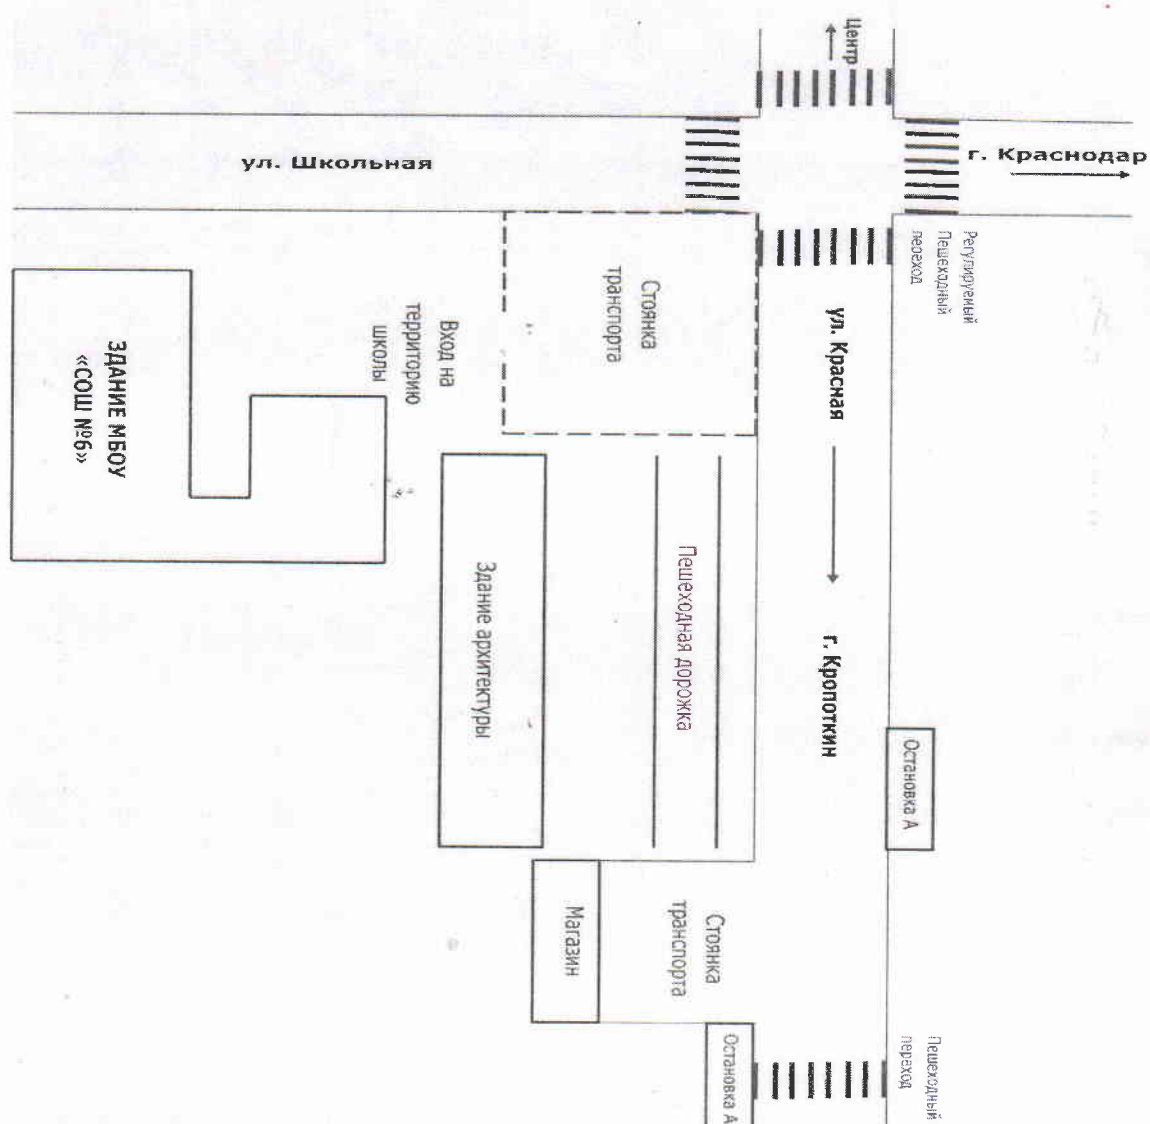 Центр
ул. Школьная
г. Краснодар
Регулируемый
Пешеходный
переход
Стоянка
транспорта
ул. Красная
Вход на
территорию
школы
ЗДАНИЕ МБОУ
«СОШ №6»
Пешеходная дорожка
Здание архитектуры
г. Кропоткин
Остановка А
Магазин
Стоянка
транспорта
Остановка А
Пешеходный
переход